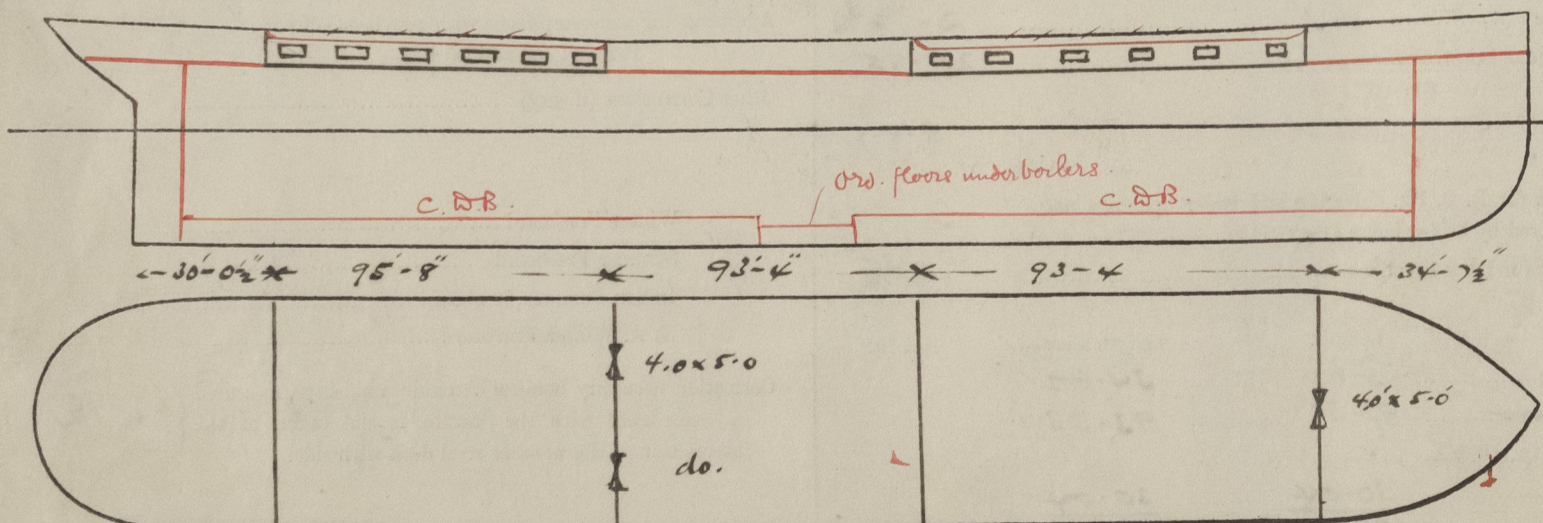 Ord. floors under boilers.
C.D.B.
C.D.B.
30'-0½" 95'-8" 93'-4" 93-4 34'-7½"
4.0 x 5.0
4.0' x 5.0'
do.